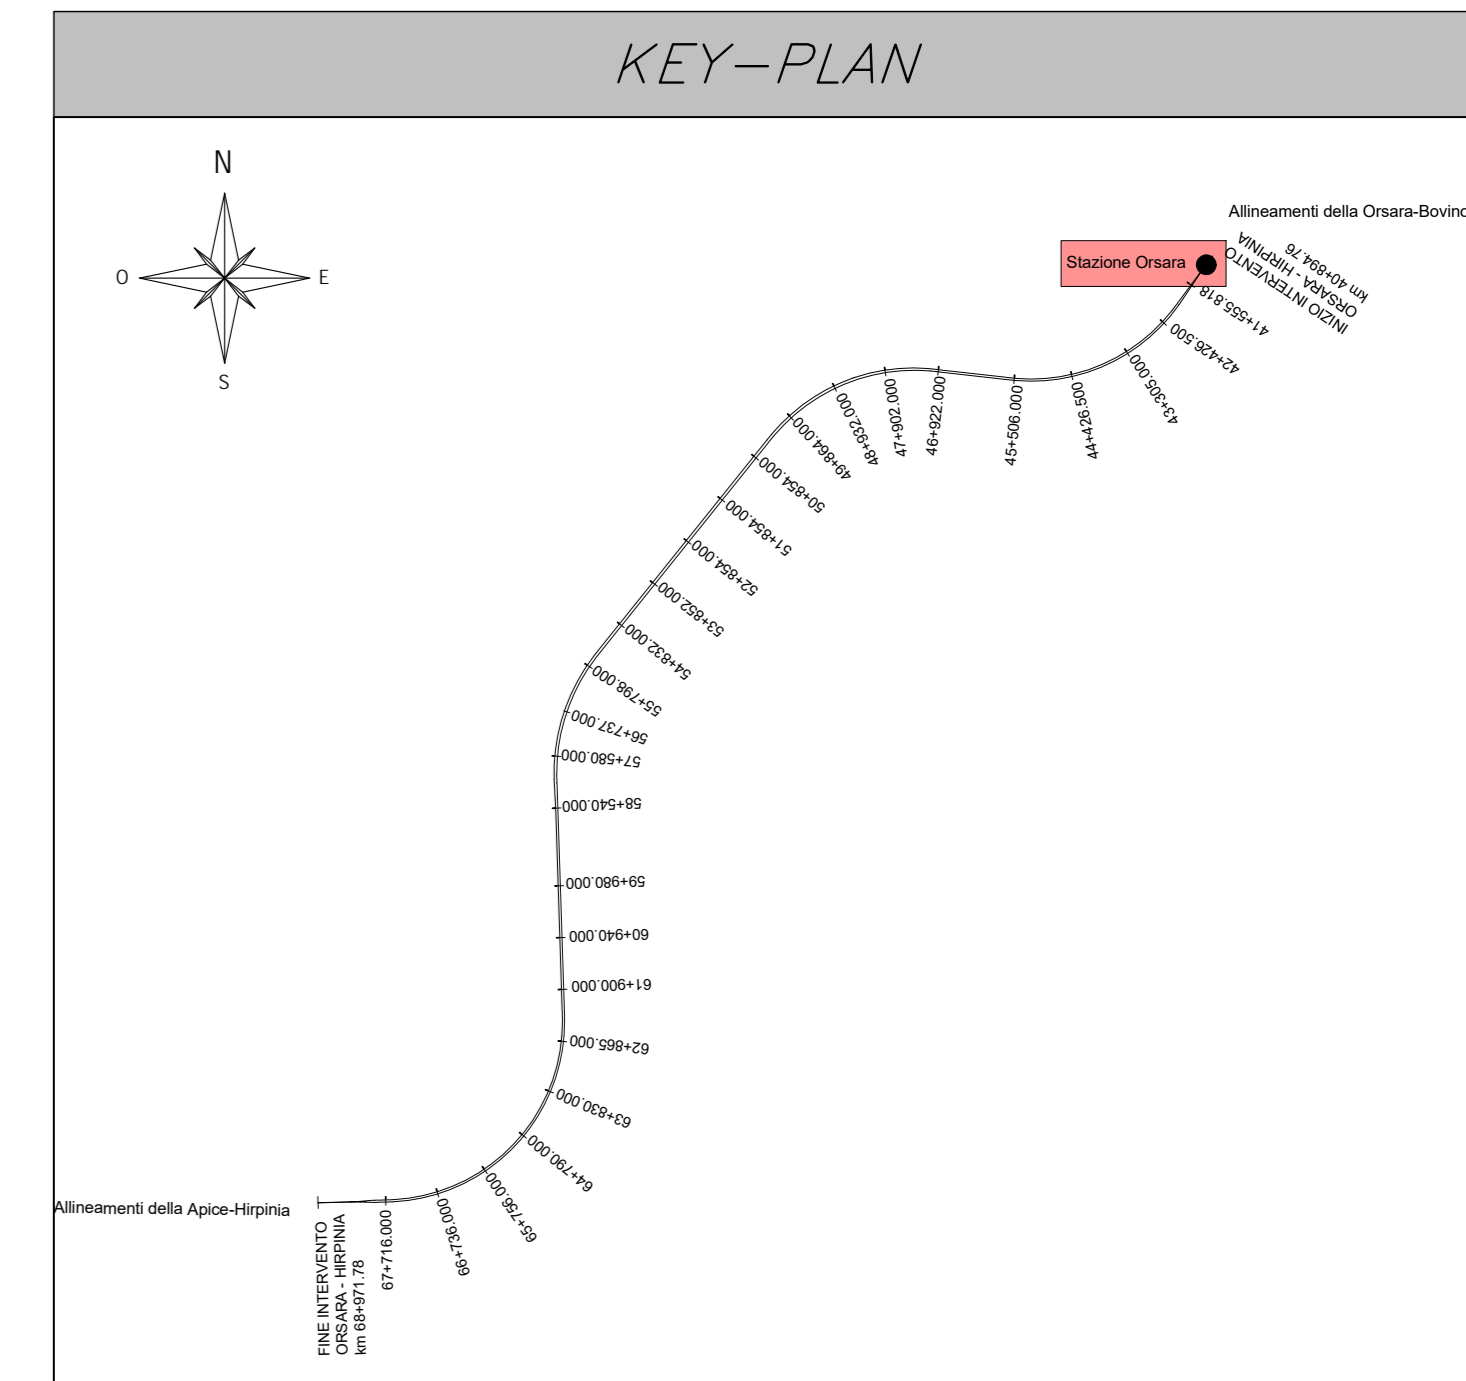 KEY-PLAN
N
O
E
S
Allineamenti della Orsara-Bovino
Stazione Orsara
INIZIO INTERVENTO
ORSARA - HIRPINIA
km 40+894.76
41+555.818
42+426.500
43+305.000
44+426.500
45+506.000
46+922.000
47+902.000
48+932.000
49+864.000
50+854.000
51+854.000
52+854.000
53+852.000
54+832.000
55+798.000
56+737.000
57+580.000
58+540.000
59+980.000
60+940.000
61+900.000
62+865.000
63+830.000
64+790.000
65+756.000
66+736.000
67+716.000
Allineamenti della Apice-Hirpinia
FINE INTERVENTO
ORSARA - HIRPINIA
km 68+971.78